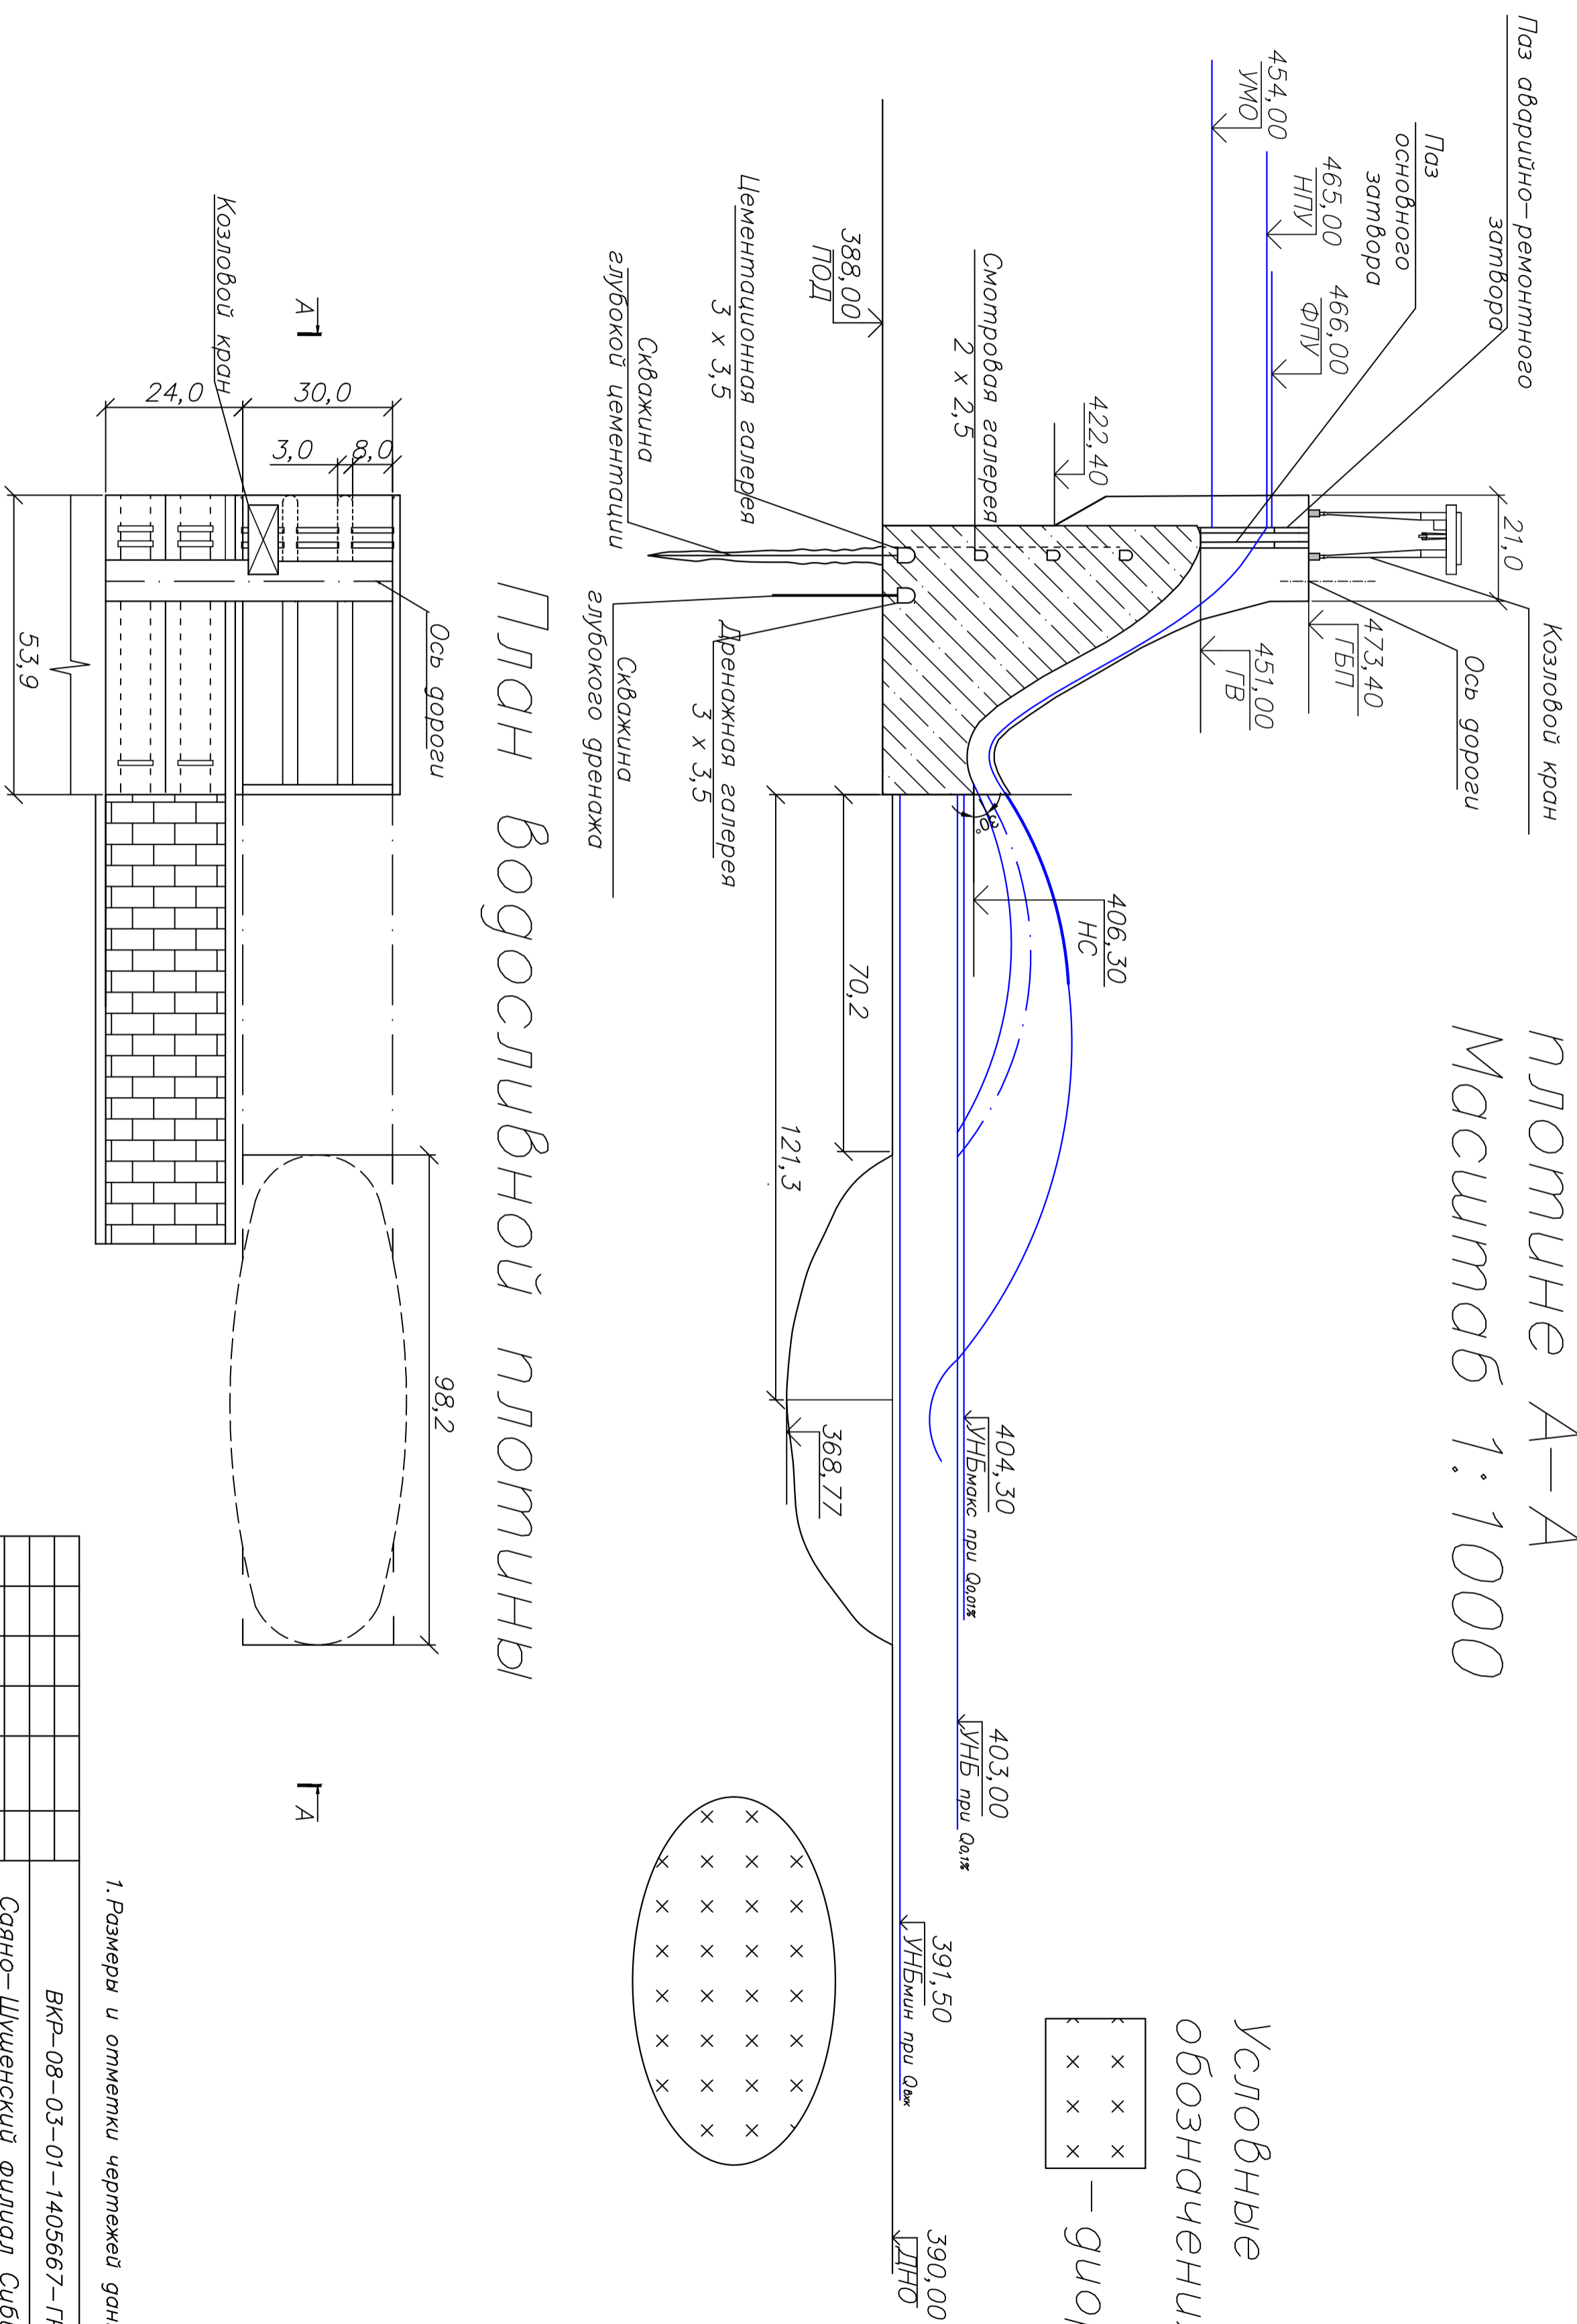 плотине А–А
Масштаб 1:1000
Паз аварийно-ремонтного
затвора
Паз
основного
затвора
454,00
УМО
465,00
НПУ
466,00
ФПУ
21,0
Козловой кран
Ось дороги
473,40
ГБП
451,00
ГВ
422,40
Смотровая галерея
2 x 2,5
388,00
ПОД
Цементационная галерея
3 x 3,5
Скважина
глубокой цементации
Дренажная галерея
3 x 3,5
Скважина
глубокого дренажа
406,30
НС
70,2
121,3
368,77
404,30
УНБмакс при Q0,01%
403,00
УНБ при Q0,1%
391,50
УНБмин при Qвхк
390,00
ДНО
Условные
План водосливной плотины
Козловой кран
А
24,0
30,0
3,0
8,0
Ось дороги
53,9
98,2
А
1.Размеры и отметки чертежей
ВКР-08-03-01-1405667-
Саяно-Шушенский филиал